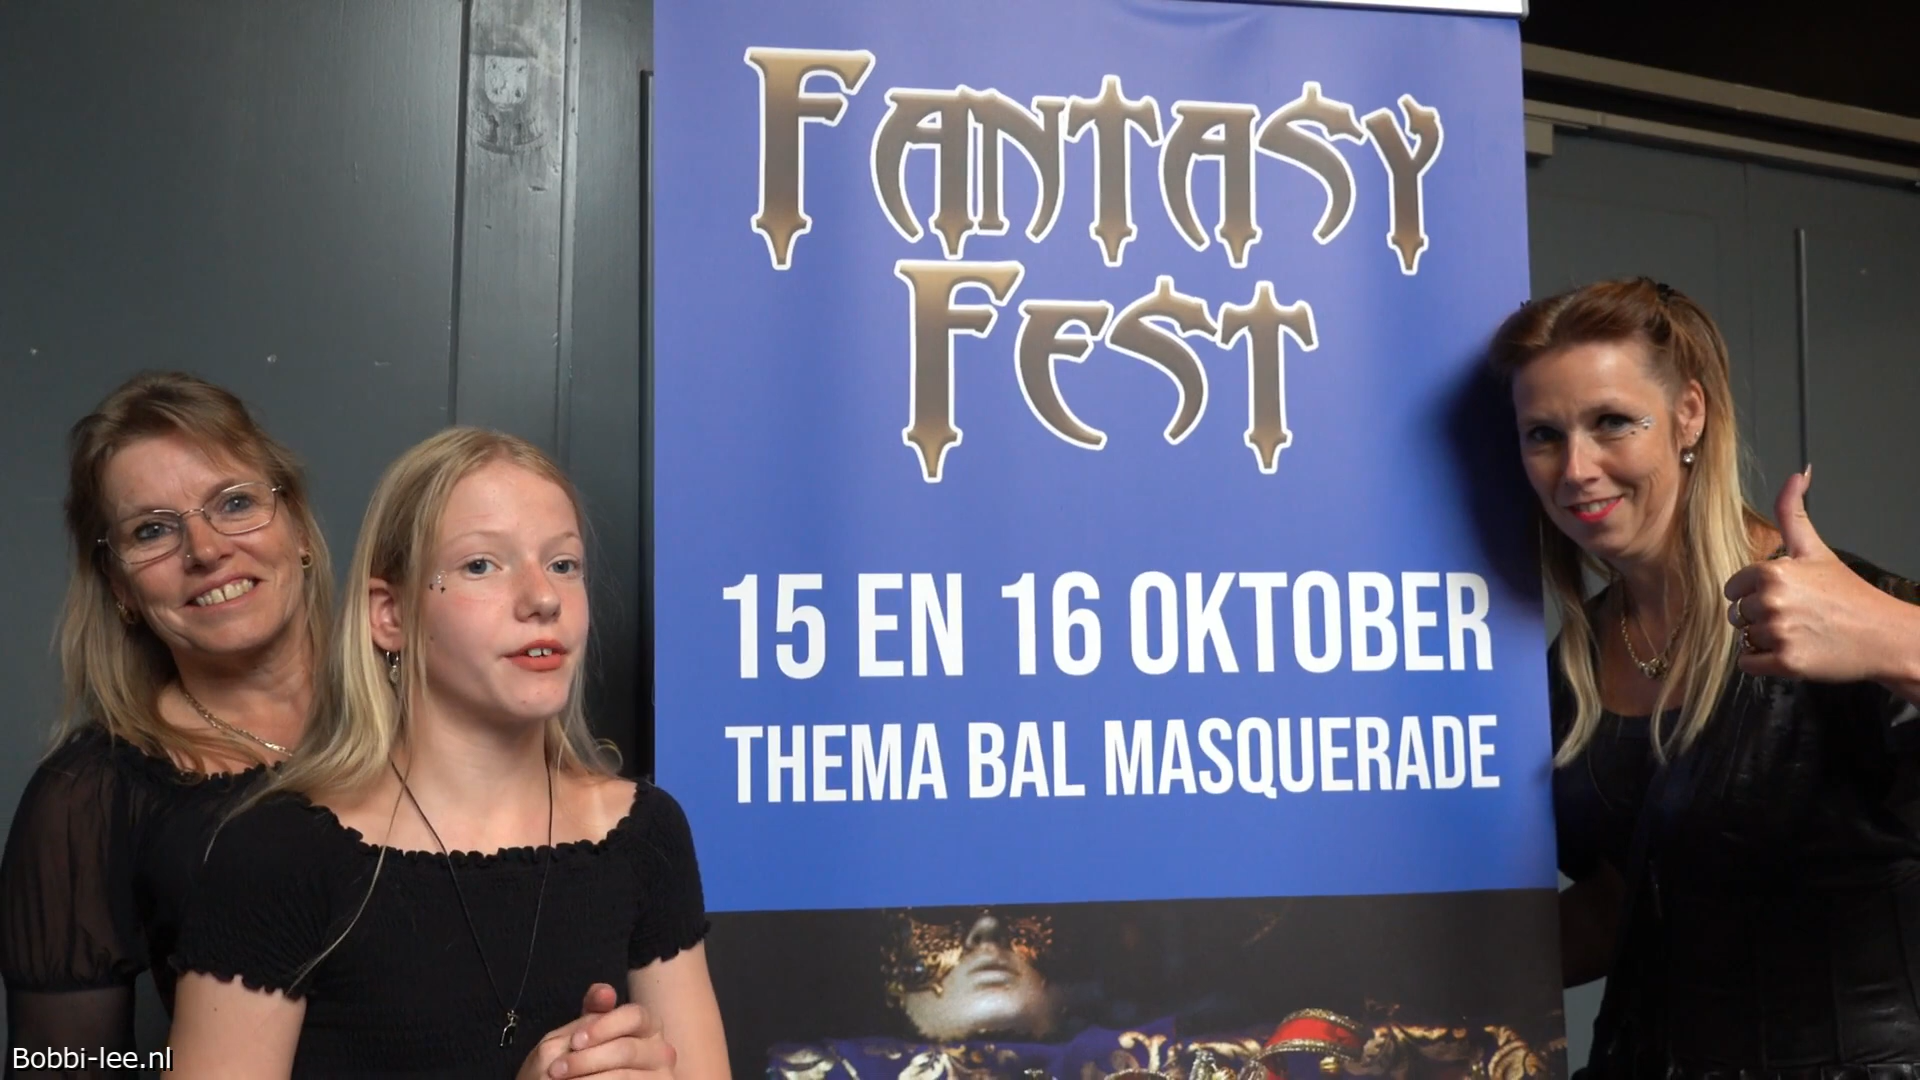 FANTASY
FEST
15 EN 16 OKTOBER
THEMA BAL MASQUERADE
Bobbi-lee.nl